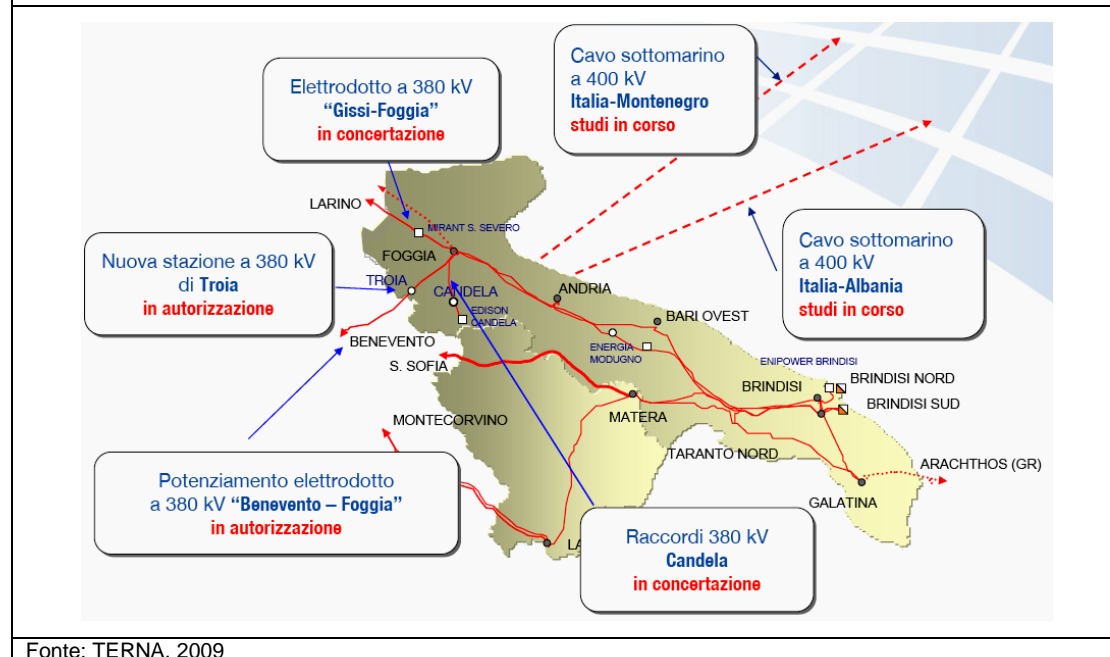 Cavo sottomarino
a 400 kV
Italia-Montenegro
studi in corso
Elettrodotto a 380 kV
“Gissi-Foggia”
in concertazione
LARINO
MIRANT S. SEVERO
Cavo sottomarino
a 400 kV
Italia-Albania
studi in corso
Nuova stazione a 380 kV
di Troia
in autorizzazione
FOGGIA
TROIA
CANDELA
EDISON
CANDELA
ANDRIA
BARI OVEST
BENEVENTO
ENERGIA
MODUGNO
S. SOFIA
ENIPOWER BRINDISI
BRINDISI
BRINDISI NORD
BRINDISI SUD
MONTECORVINO
MATERA
TARANTO NORD
ARACHTHOS (GR)
GALATINA
Potenziamento elettrodotto
a 380 kV “Benevento – Foggia”
in autorizzazione
Raccordi 380 kV
Candela
in concertazione
Fonte: TERNA, 2009